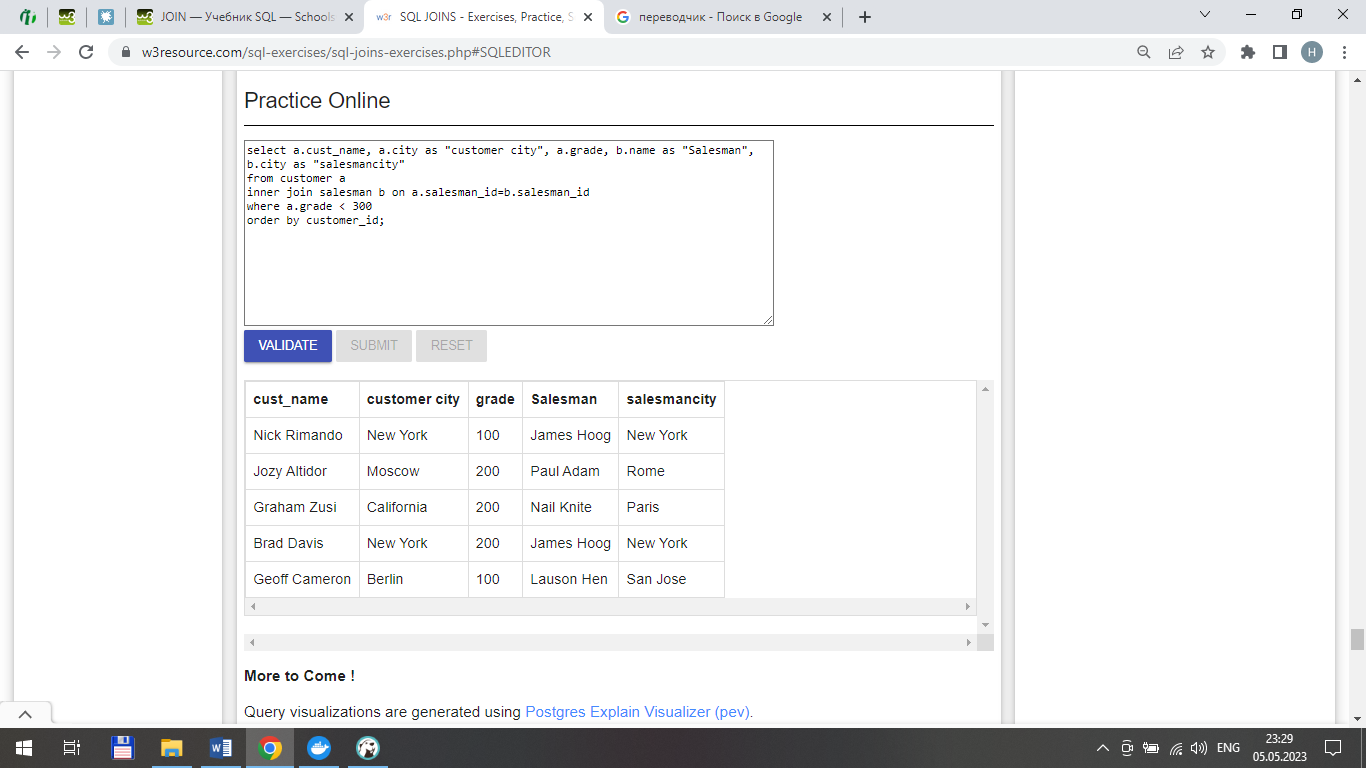 JOIN — Учебник SQL — Schools
w3r SQL JOINS - Exercises, Practice, S
переводчик - Поиск в Google
w3resource.com/sql-exercises/sql-joins-exercises.php#SQLEDITOR
H
Practice Online
select a.cust_name, a.city as "customer city", a.grade, b.name as "Salesman",
b.city as "salesmancity"
from customer a
inner join salesman b on a.salesman_id=b.salesman_id
where a.grade < 300
order by customer_id;
VALIDATE SUBMIT RESET
cust_name customer city grade Salesman salesmancity
Nick Rimando New York 100 James Hoog New York
Jozy Altidor Moscow 200 Paul Adam Rome
Graham Zusi California 200 Nail Knite Paris
Brad Davis New York 200 James Hoog New York
Geoff Cameron Berlin 100 Lauson Hen San Jose
More to Come !
Query visualizations are generated using Postgres Explain Visualizer (pev).
ENG 23:29
05.05.2023